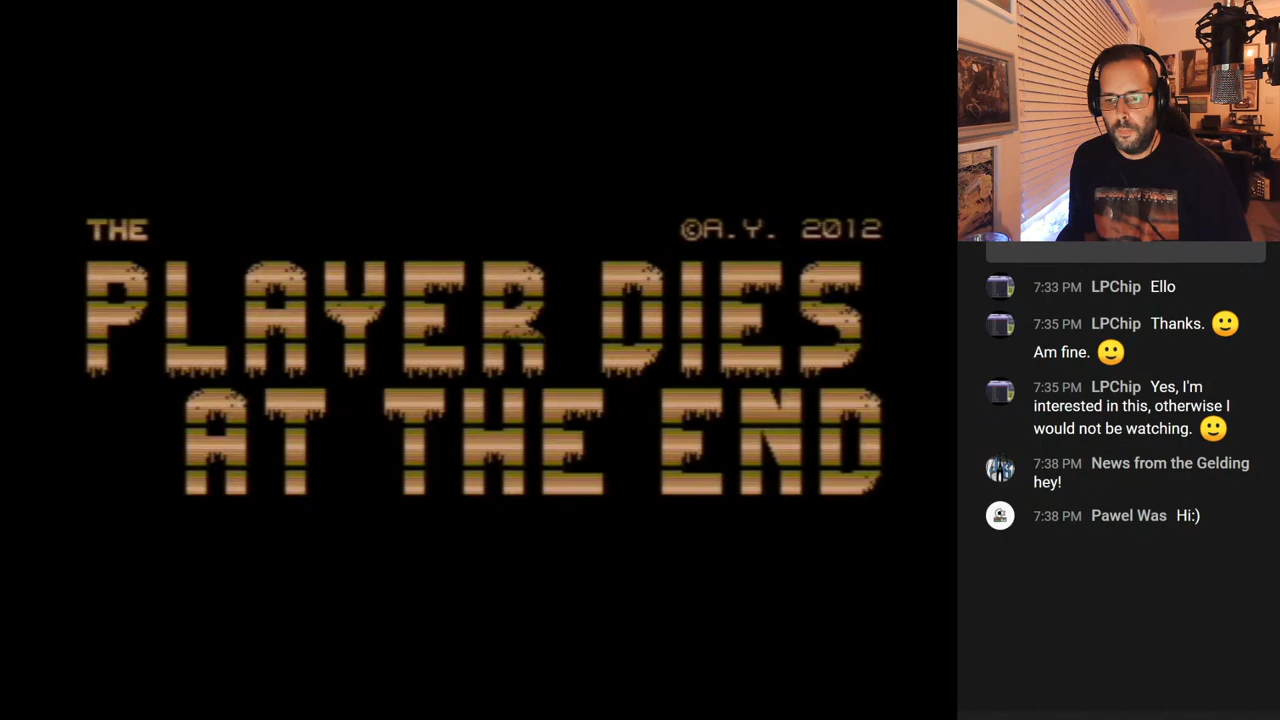 THE
©A.Y. 2012
PLAYER DIES
AT THE END
7:33 PM LPChip Ello
7:35 PM LPChip Thanks. 🙂
Am fine. 🙂
7:35 PM LPChip Yes, I'm
interested in this, otherwise I
would not be watching. 🙂
7:38 PM News from the Gelding
hey!
7:38 PM Pawel Was Hi:)